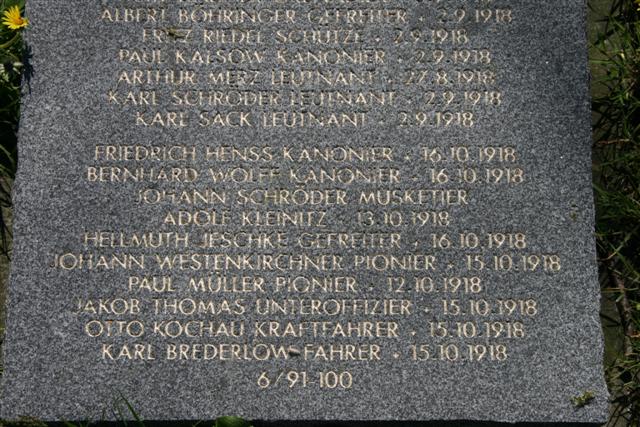 ALBERT BÖHRINGER GEFREITER · 2.9.1918
FRITZ RIEDEL SCHÜTZE · 2.9.1918
PAUL KALSOW KANONIER · 2.9.1918
ARTHUR MERZ LEUTNANT · 27.8.1918
KARL SCHRÖDER LEUTNANT · 2.9.1918
KARL SACK LEUTNANT · 2.9.1918
FRIEDRICH HENSS KANONIER · 16.10.1918
BERNHARD WOLFF KANONIER · 16.10.1918
JOHANN SCHRÖDER MUSKETIER
ADOLF KLEINITZ · 13.10.1918
HELLMUTH JESCHKE GEFREITER · 16.10.1918
JOHANN WESTENKIRCHNER PIONIER · 15.10.1918
PAUL MÜLLER PIONIER · 12.10.1918
JAKOB THOMAS UNTEROFFIZIER · 15.10.1918
OTTO KOCHAU KRAFTFAHRER · 15.10.1918
KARL BREDERLOW FAHRER · 15.10.1918
6/91-100